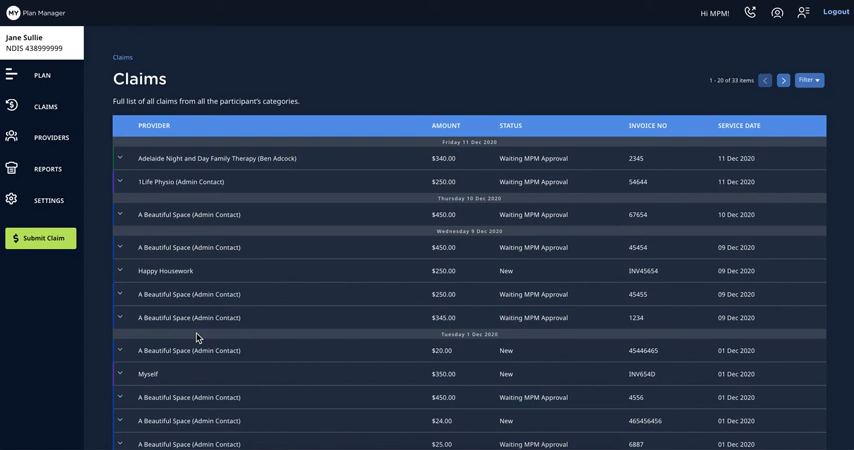 MY Plan Manager
Hi MPM!
Logout
Jane Sullie
NDIS 438999999
PLAN
CLAIMS
PROVIDERS
REPORTS
SETTINGS
$ Submit Claim
Claims
Claims
1 - 20 of 33 items
Filter
Full list of all claims from all the participant's categories.
PROVIDER AMOUNT STATUS INVOICE NO SERVICE DATE
Friday 11 Dec 2020
Adelaide Night and Day Family Therapy (Ben Adcock) $340.00 Waiting MPM Approval 2345 11 Dec 2020
1Life Physio (Admin Contact) $250.00 Waiting MPM Approval 54644 11 Dec 2020
Thursday 10 Dec 2020
A Beautiful Space (Admin Contact) $450.00 Waiting MPM Approval 67654 10 Dec 2020
Wednesday 9 Dec 2020
A Beautiful Space (Admin Contact) $450.00 Waiting MPM Approval 45454 09 Dec 2020
Happy Housework $250.00 New INV45654 09 Dec 2020
A Beautiful Space (Admin Contact) $250.00 Waiting MPM Approval 45455 09 Dec 2020
A Beautiful Space (Admin Contact) $345.00 Waiting MPM Approval 1234 09 Dec 2020
Tuesday 1 Dec 2020
A Beautiful Space (Admin Contact) $20.00 New 45446465 01 Dec 2020
Myself $350.00 New INV654D 01 Dec 2020
A Beautiful Space (Admin Contact) $450.00 Waiting MPM Approval 4556 01 Dec 2020
A Beautiful Space (Admin Contact) $24.00 New 465456456 01 Dec 2020
A Beautiful Space (Admin Contact) $25.00 Waiting MPM Approval 6887 01 Dec 2020